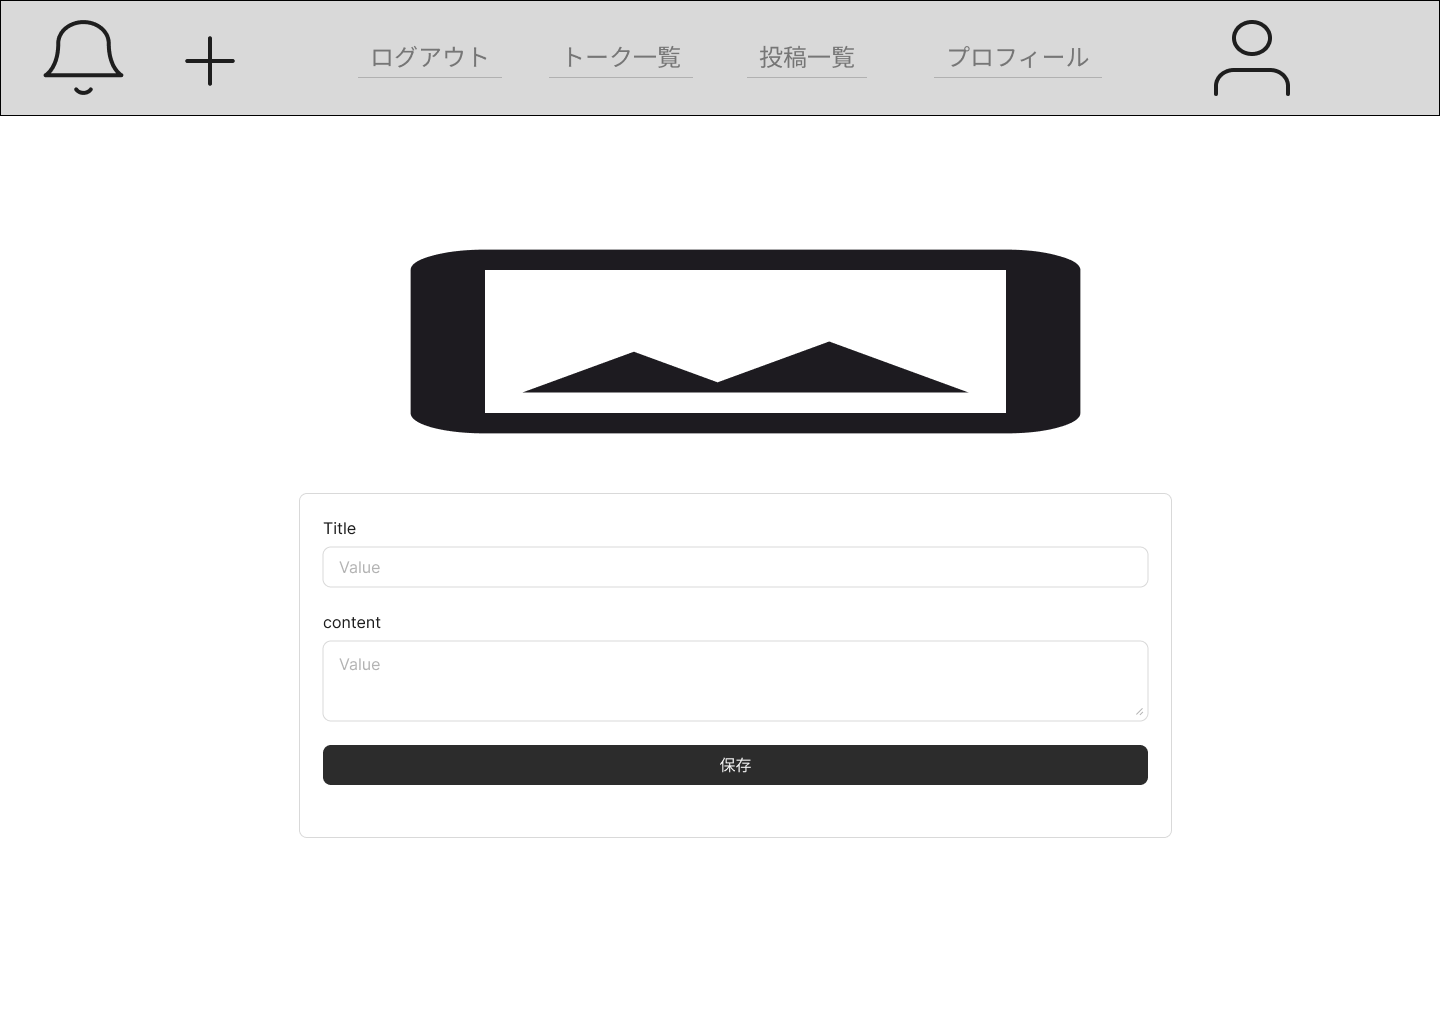 ログアウト
トーク一覧
投稿一覧
プロフィール
Title
Value
content
Value
保存